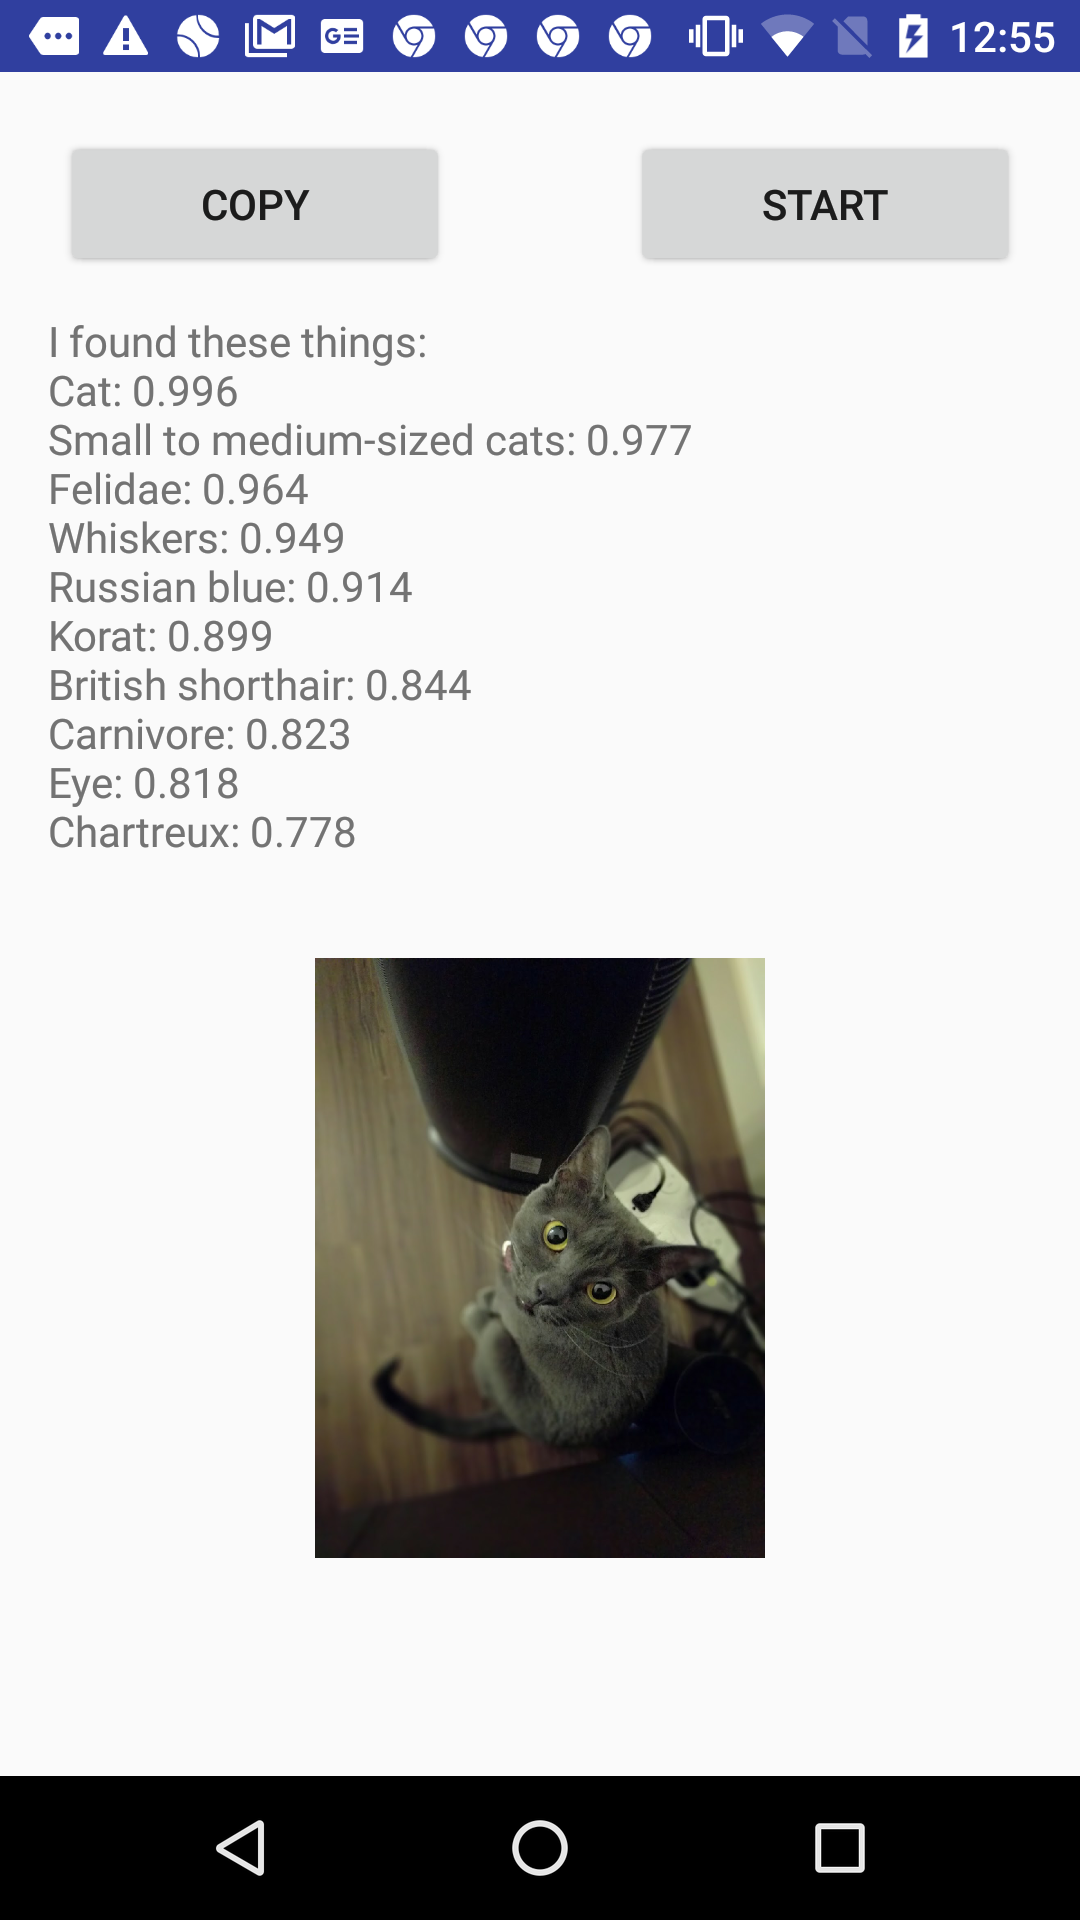 12:55
COPY
START
I found these things:
Cat: 0.996
Small to medium-sized cats: 0.977
Felidae: 0.964
Whiskers: 0.949
Russian blue: 0.914
Korat: 0.899
British shorthair: 0.844
Carnivore: 0.823
Eye: 0.818
Chartreux: 0.778